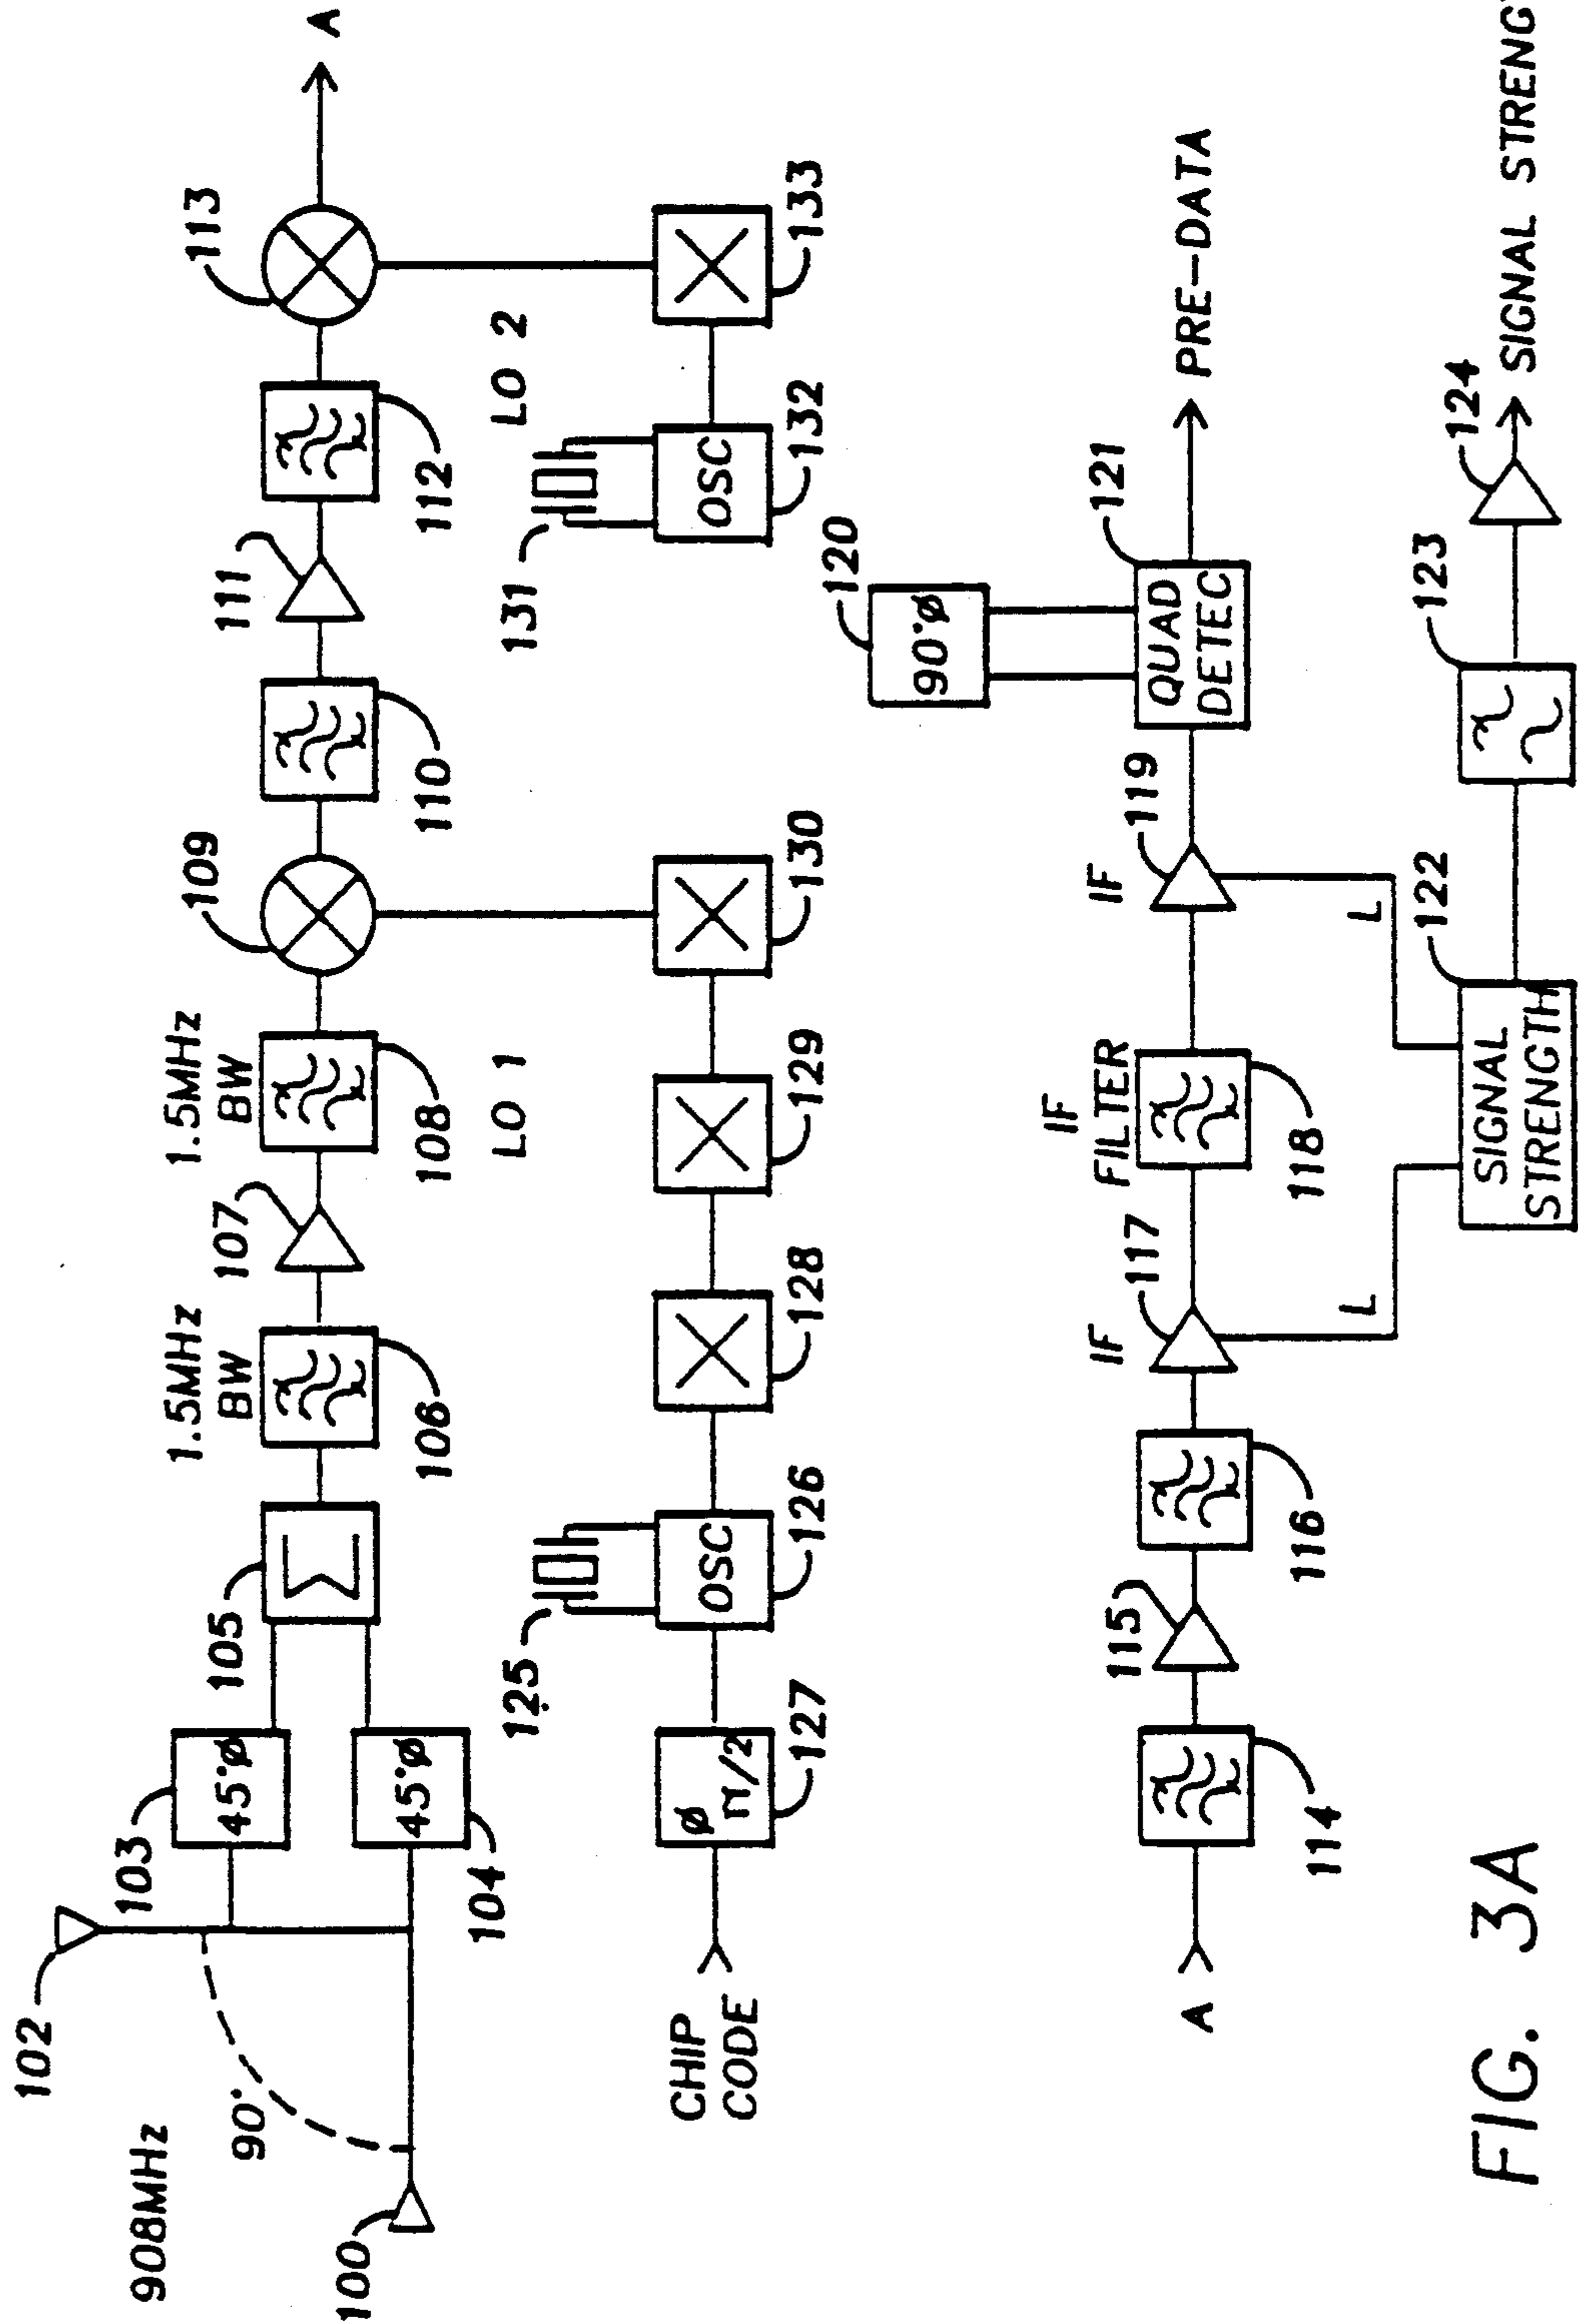 908MHz
90°
102
100
103
45°Ø
45°Ø
104
105
Σ
1.5MHz
BW
106
107
1.5MHz
BW
108
109
110
111
112
113
A
CHIP
CODE
Ø
π/2
127
125
OSC
126
128
129
130
LO 1
LO 2
131
OSC
132
133
A
114
115
116
IF
117
IF
FILTER
118
IF
119
120
90°Ø
QUAD
DETEC
121
PRE-DATA
L
L
SIGNAL
STRENGTH
122
123
124
SIGNAL STRENG
FIG. 3A